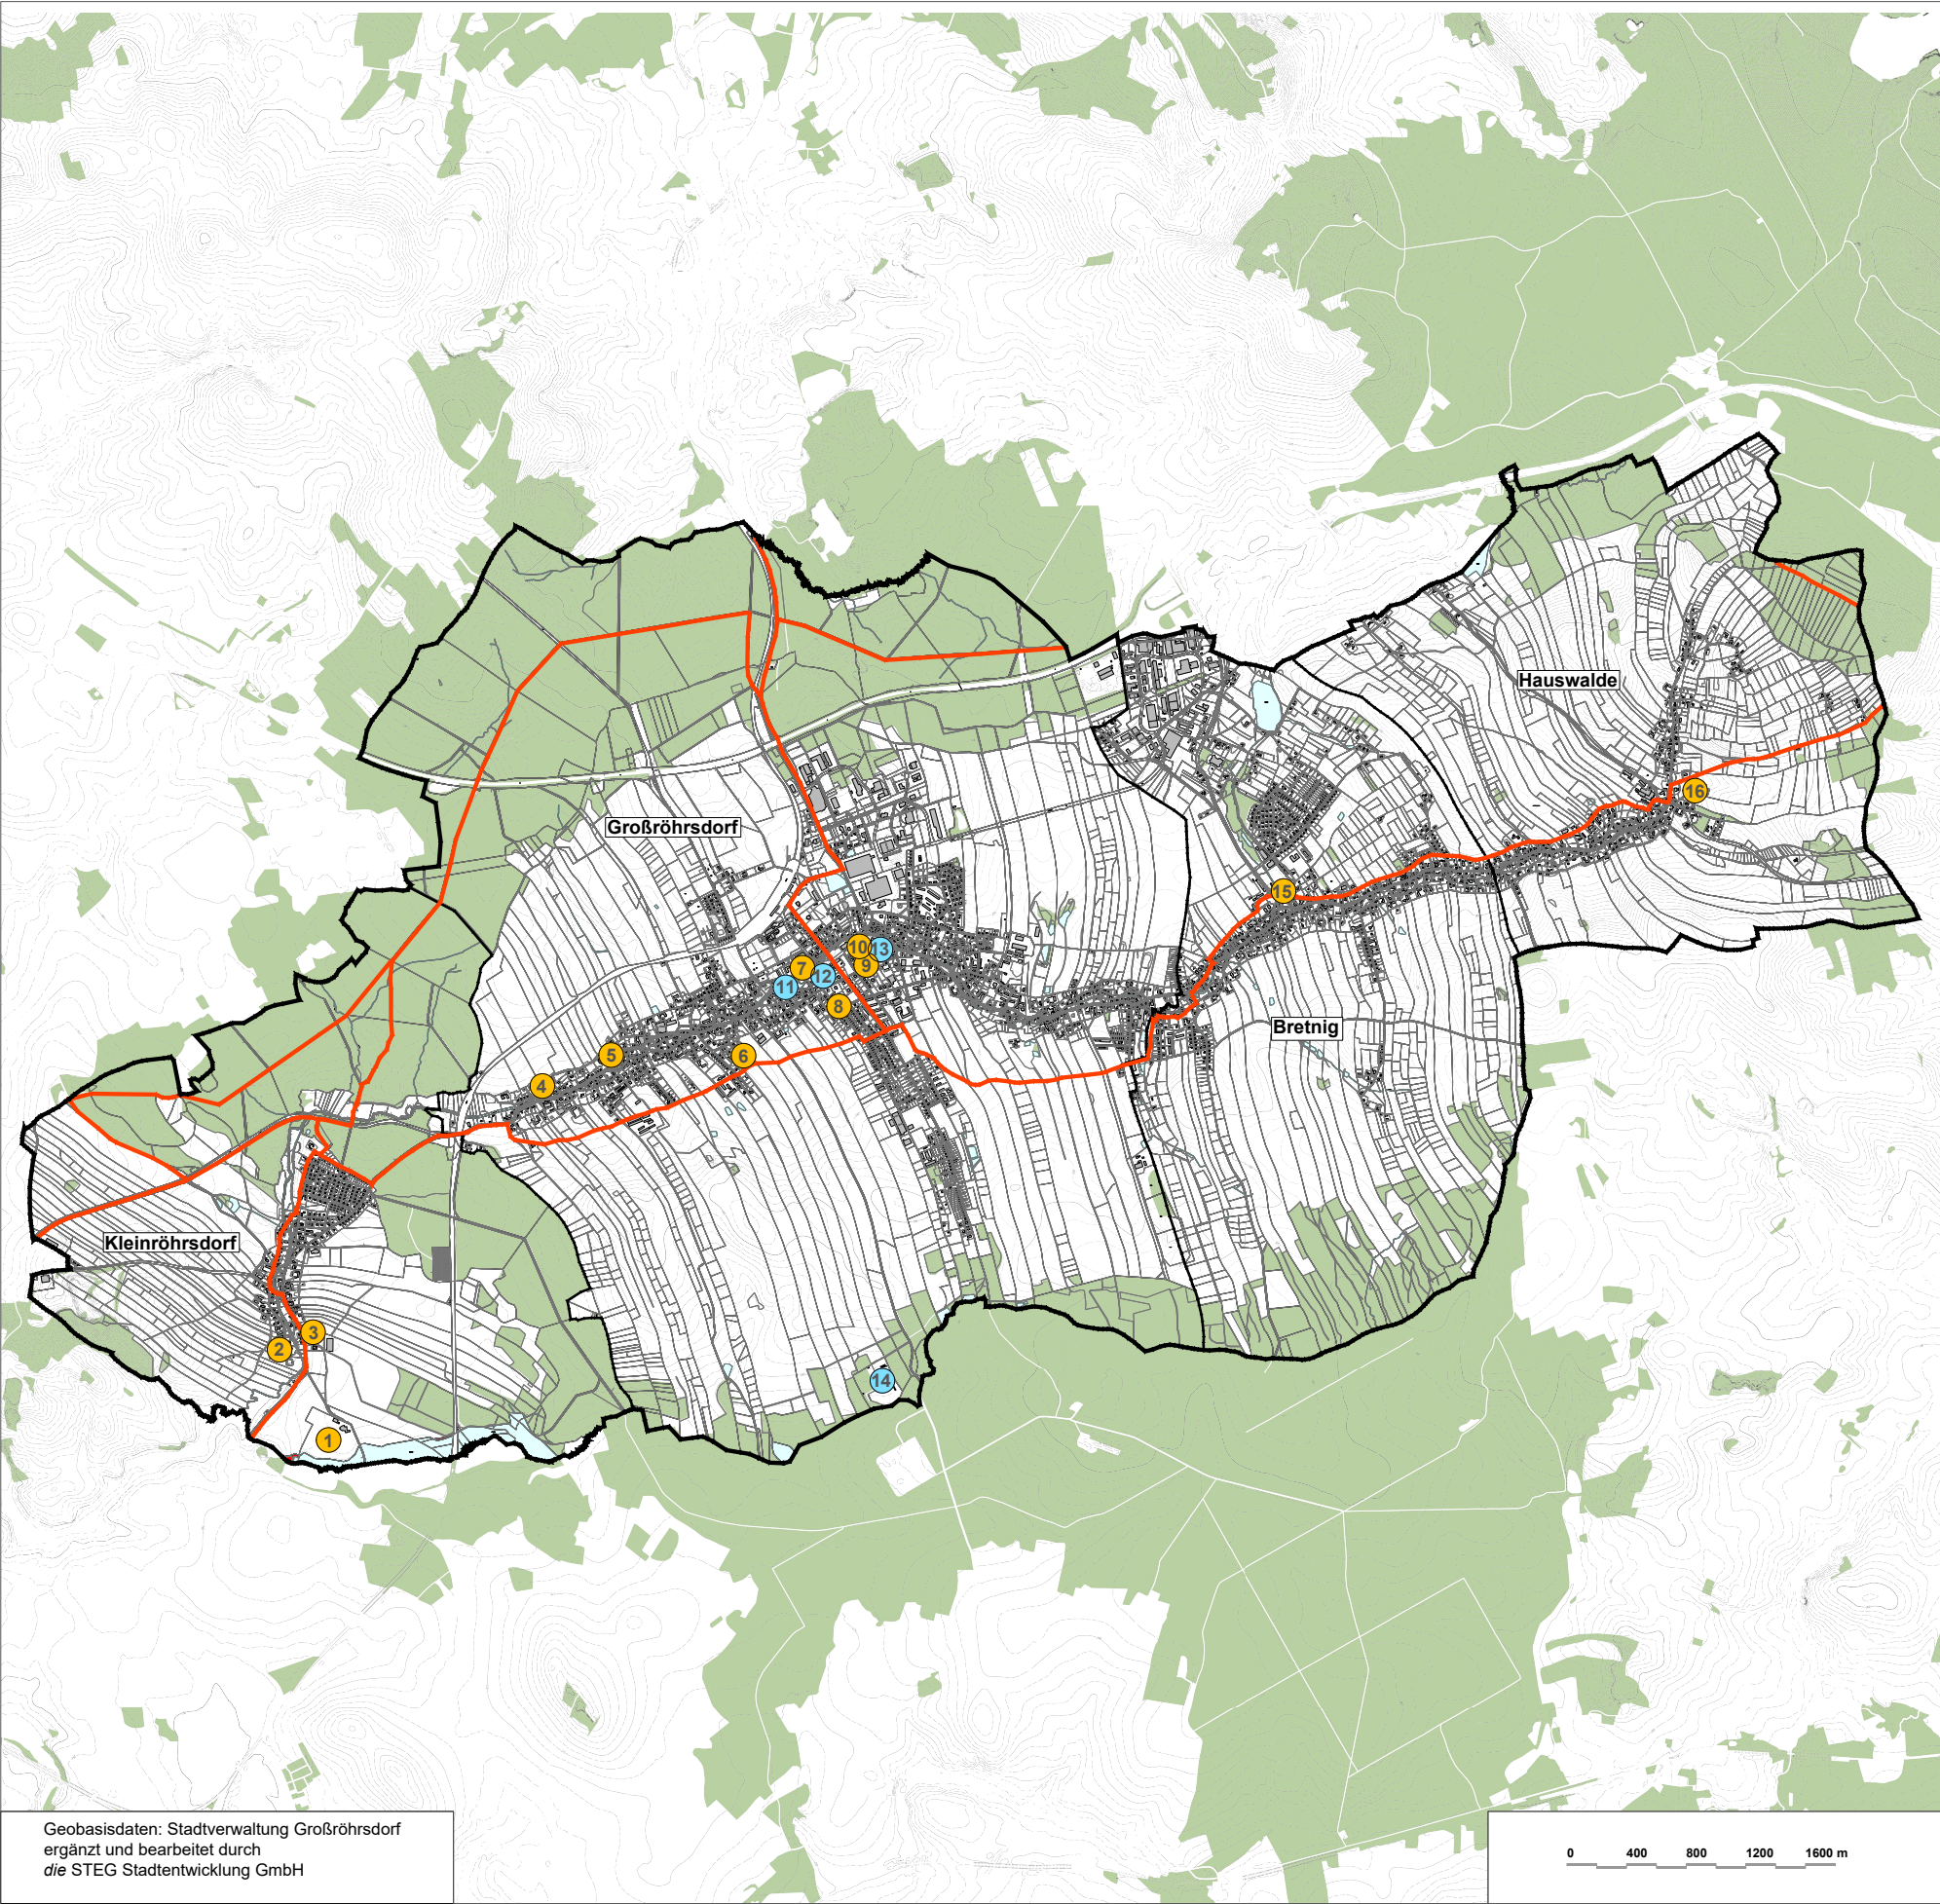 Hauswalde
16
Großröhrsdorf
15
10
13
7
9
12
11
8
Bretnig
5
6
4
Kleinröhrsdorf
3
2
14
1
Geobasisdaten: Stadtverwaltung Großröhrsdorf
ergänzt und bearbeitet durch
die STEG Stadtentwicklung GmbH
0 400 800 1200 1600 m